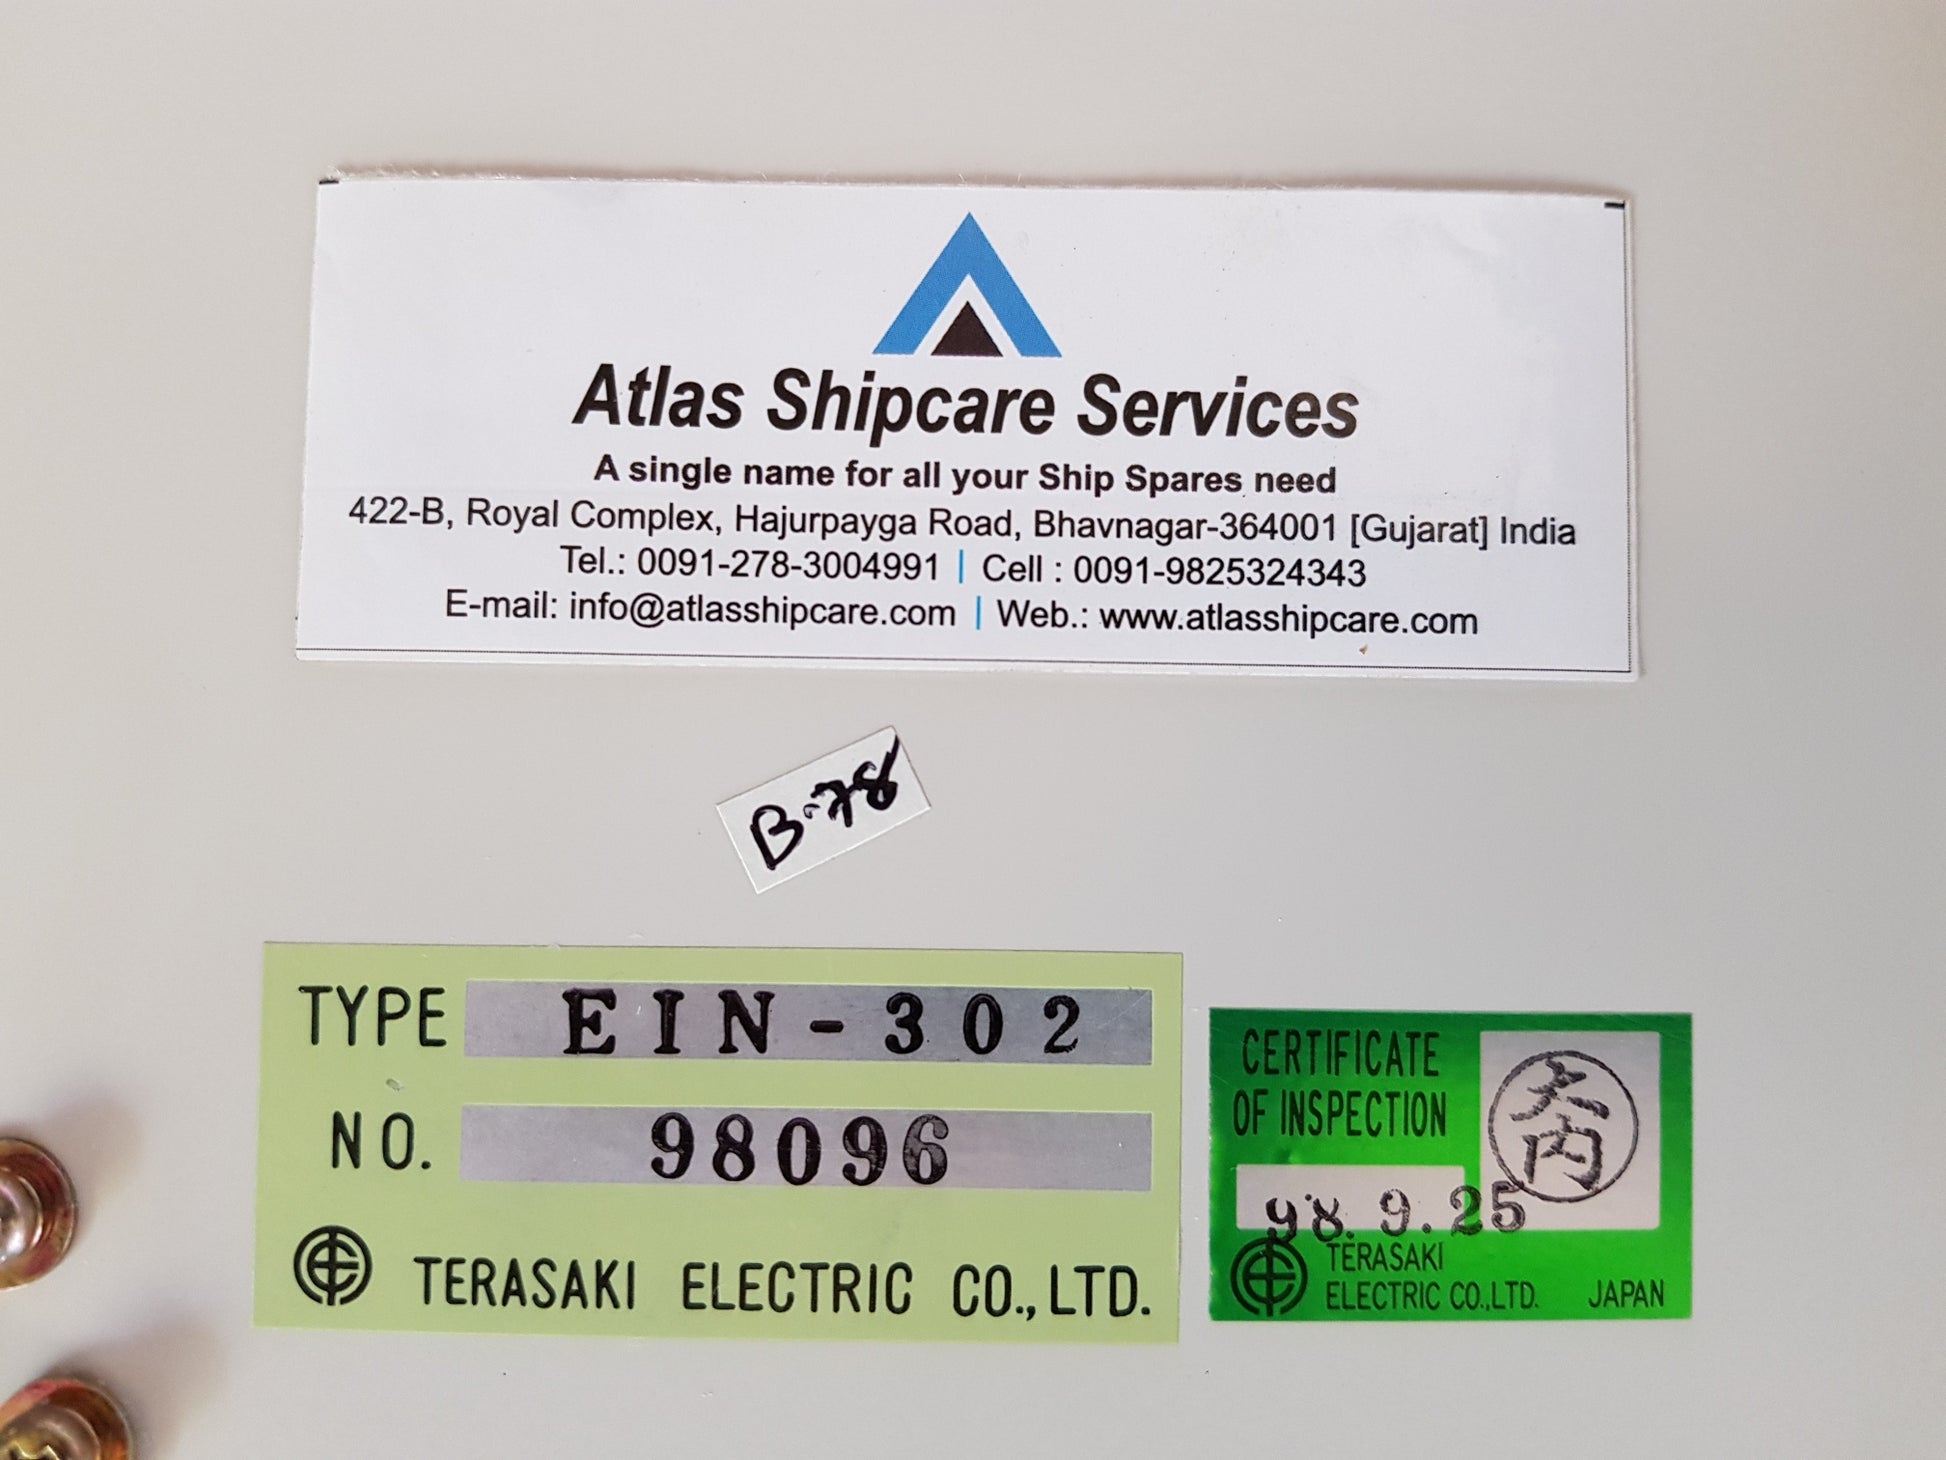 Atlas Shipcare Services
A single name for all your Ship Spares need
422-B, Royal Complex, Hajurpayga Road, Bhavnagar-364001 [Gujarat] India
Tel.: 0091-278-3004991 | Cell : 0091-9825324343
E-mail: info@atlasshipcare.com | Web.: www.atlasshipcare.com
B-78
TYPE EIN-302
NO. 98096
TERASAKI ELECTRIC CO., LTD.
CERTIFICATE
OF INSPECTION
98. 9. 25
TERASAKI
ELECTRIC CO.,LTD. JAPAN